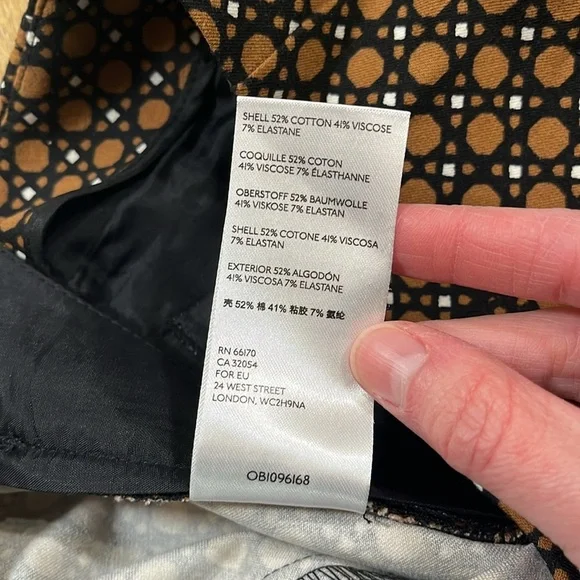 SHELL 52% COTTON 41% VISCOSE
7% ELASTANE
COQUILLE 52% COTON
41% VISCOSE 7% ÉLASTHANNE
OBERSTOFF 52% BAUMWOLLE
41% VISKOSE 7% ELASTAN
SHELL 52% COTONE 41% VISCOSA
7% ELASTAN
EXTERIOR 52% ALGODÓN
41% VISCOSA 7% ELASTANE
壳 52% 棉 41% 粘胶 7% 氨纶
RN 66170
CA 32054
FOR EU
24 WEST STREET
LONDON, WC2H9NA
OB1096168